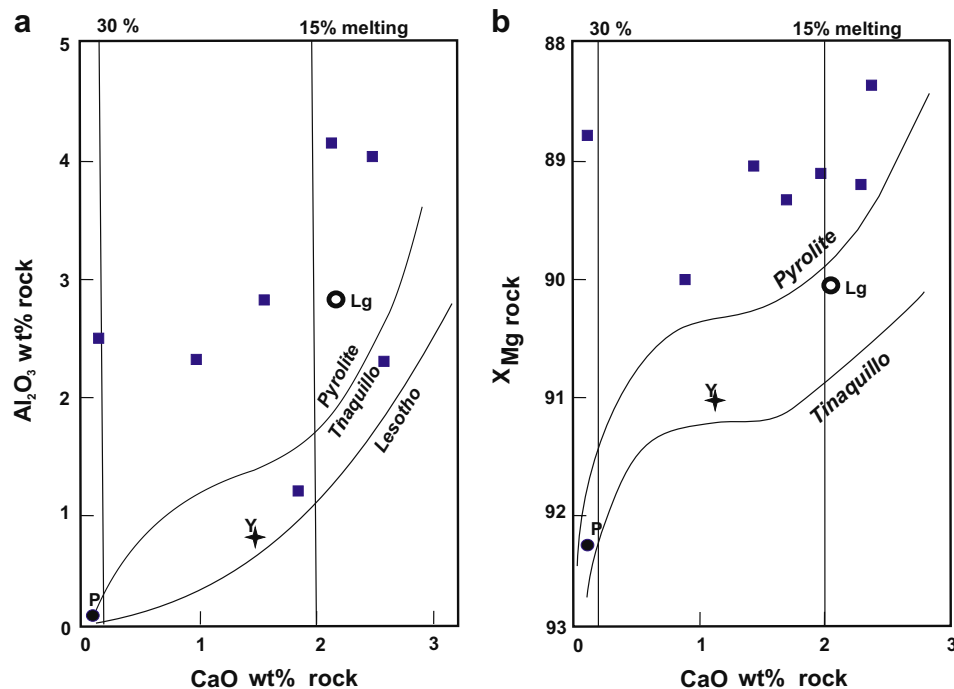 a
30 %
15% melting
5
4
3
2
1
0
Al₂O₃ wt% rock
Lg
Pyrolite
Thaquillo
Lesotho
Y
P
0
1
2
3
CaO wt% rock
b
30 %
15% melting
88
89
90
91
92
93
XMg rock
Pyrolite
Lg
Y
Tinaquillo
P
0
1
2
3
CaO wt% rock